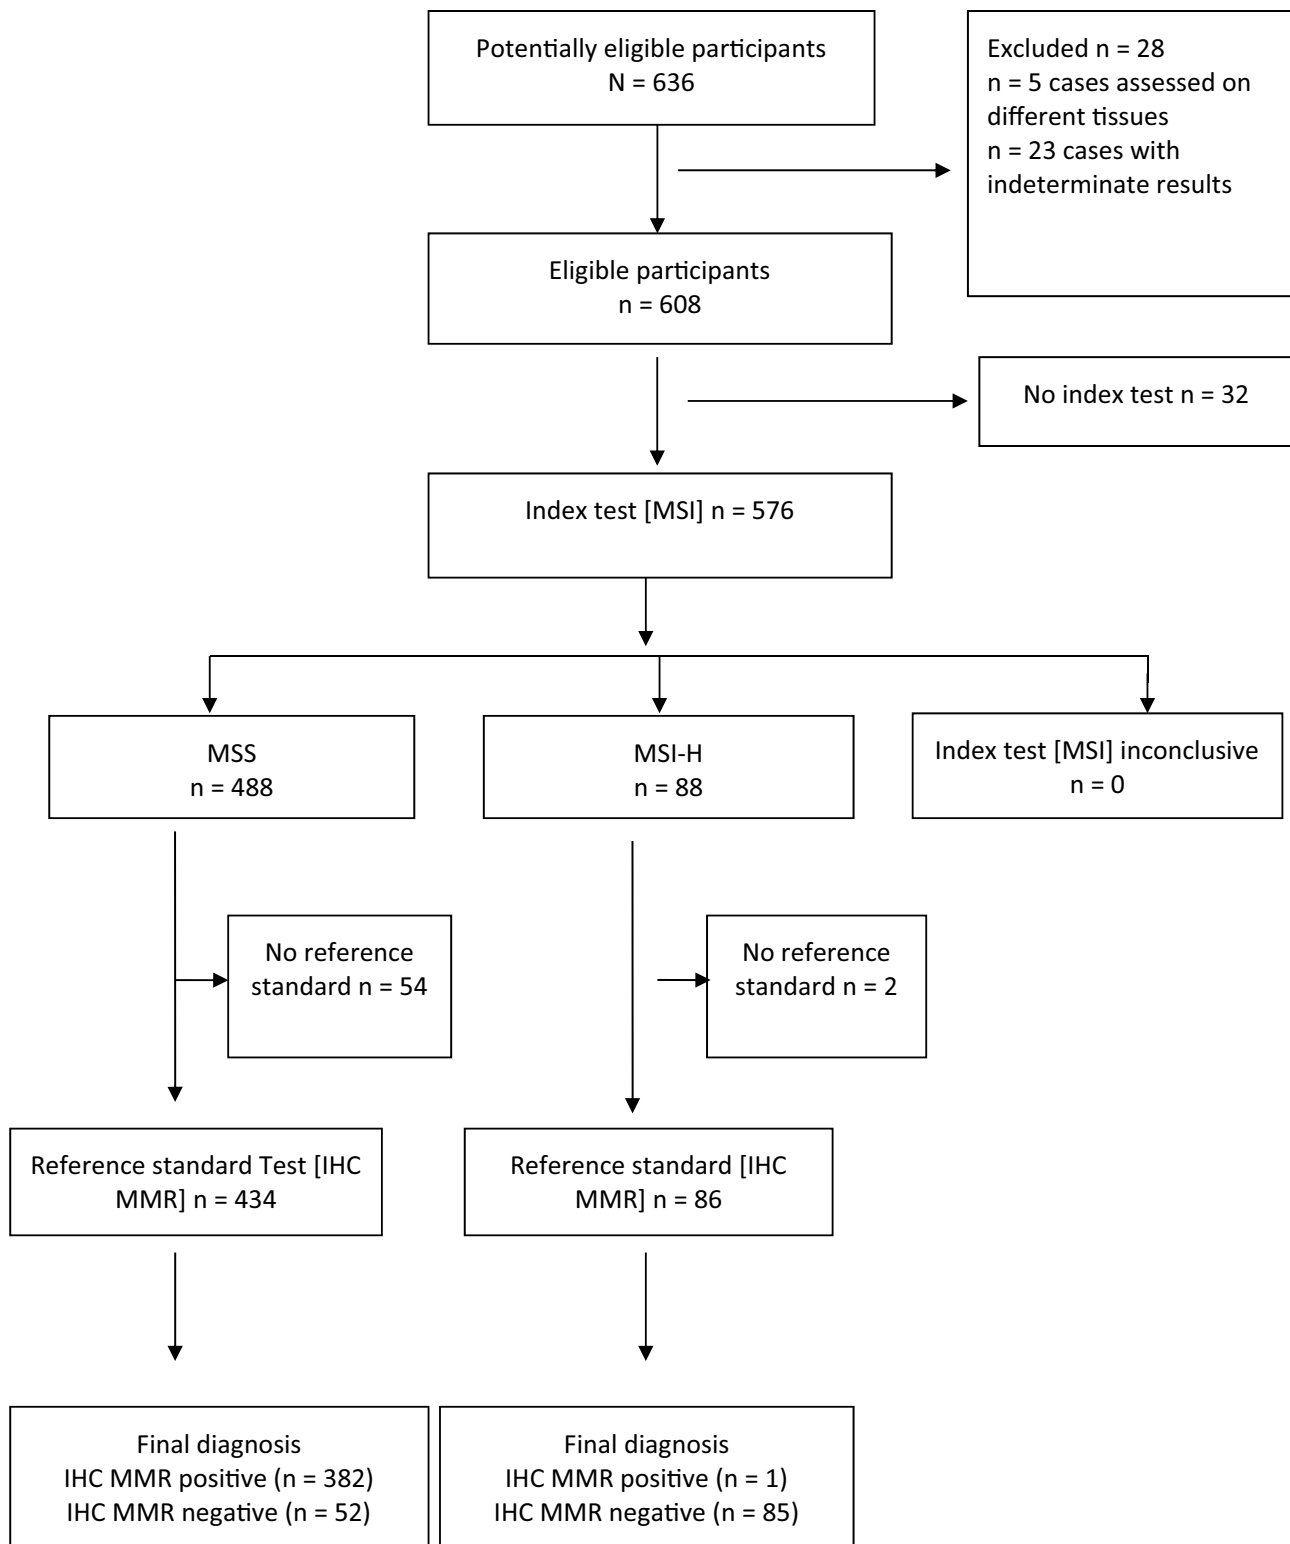 Potentially eligible participants
N = 636
Excluded n = 28
n = 5 cases assessed on
different tissues
n = 23 cases with
indeterminate results
Eligible participants
n = 608
No index test n = 32
Index test [MSI] n = 576
MSS
n = 488
MSI-H
n = 88
Index test [MSI] inconclusive
n = 0
No reference
standard n = 54
No reference
standard n = 2
Reference standard Test [IHC
MMR] n = 434
Reference standard [IHC
MMR] n = 86
Final diagnosis
IHC MMR positive (n = 382)
IHC MMR negative (n = 52)
Final diagnosis
IHC MMR positive (n = 1)
IHC MMR negative (n = 85)